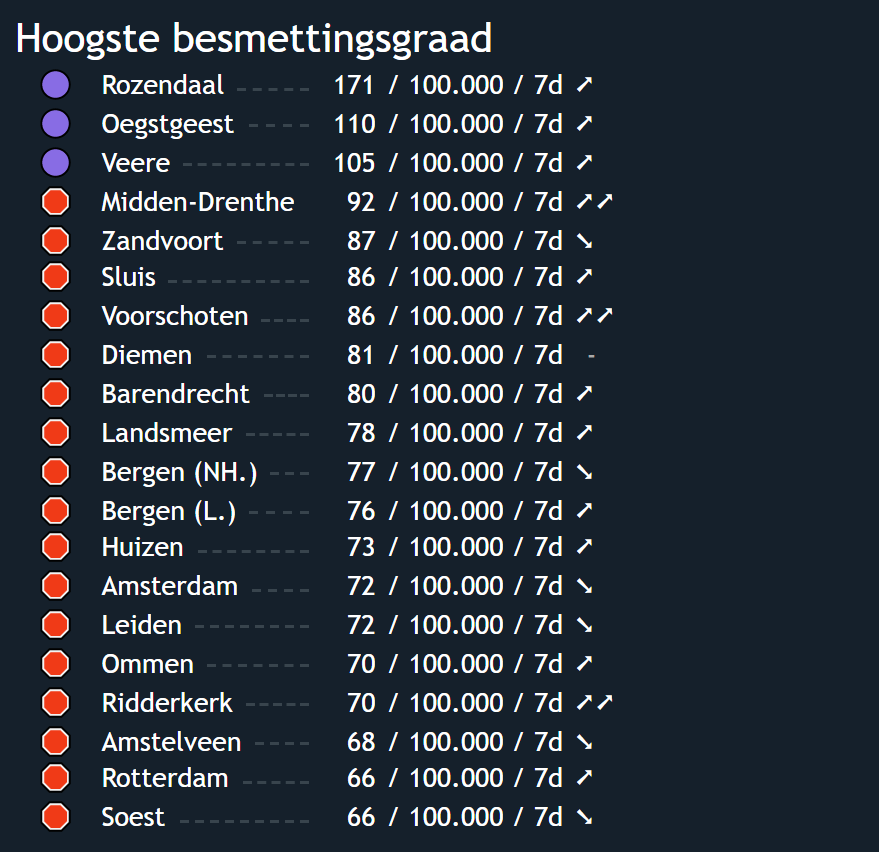 Hoogste besmettingsgraad
Rozendaal ----- 171 / 100.000 / 7d ➚
Oegstgeest ---- 110 / 100.000 / 7d ➚
Veere -------- 105 / 100.000 / 7d ➚
Midden-Drenthe 92 / 100.000 / 7d ➚➚
Zandvoort ----- 87 / 100.000 / 7d ➘
Sluis --------- 86 / 100.000 / 7d ➚
Voorschoten ---- 86 / 100.000 / 7d ➚➚
Diemen ------- 81 / 100.000 / 7d -
Barendrecht ---- 80 / 100.000 / 7d ➚
Landsmeer ----- 78 / 100.000 / 7d ➚
Bergen (NH.) --- 77 / 100.000 / 7d ➘
Bergen (L.) ---- 76 / 100.000 / 7d ➚
Huizen ------- 73 / 100.000 / 7d ➚
Amsterdam ---- 72 / 100.000 / 7d ➘
Leiden -------- 72 / 100.000 / 7d ➘
Ommen ------- 70 / 100.000 / 7d ➚
Ridderkerk ----- 70 / 100.000 / 7d ➚➚
Amstelveen ---- 68 / 100.000 / 7d ➘
Rotterdam ----- 66 / 100.000 / 7d ➚
Soest --------- 66 / 100.000 / 7d ➘